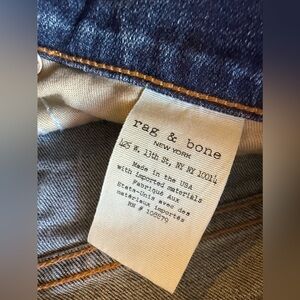 rag & bone
NEW YORK
425 W. 13th St, NY NY 10014
Made in the USA
with imported materials
Fabriqué Aux
Etats-Unis avec des
matériaux importés
RN # 108879